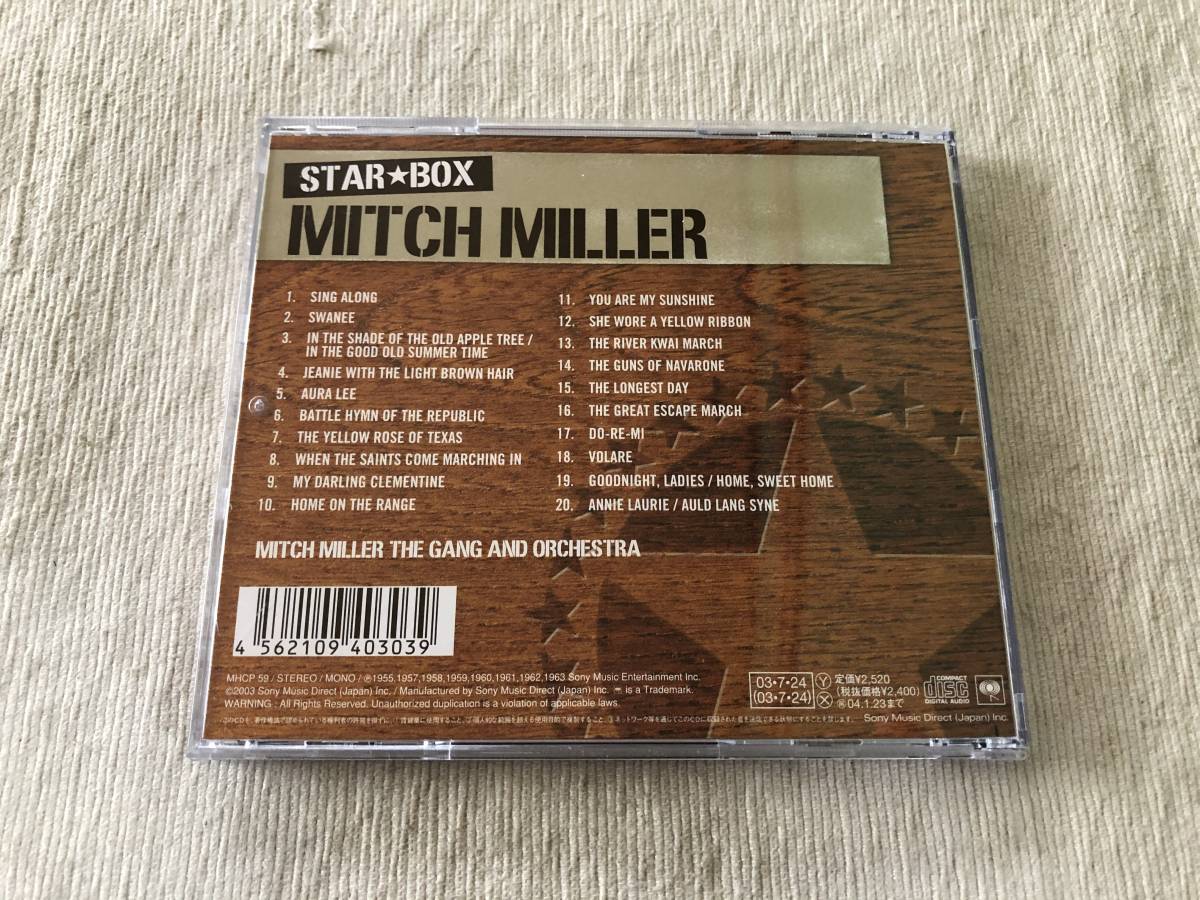 STAR★BOX
MITCH MILLER
1. SING ALONG
2. SWANEE
3. IN THE SHADE OF THE OLD APPLE TREE /
IN THE GOOD OLD SUMMER TIME
4. JEANIE WITH THE LIGHT BROWN HAIR
5. AURA LEE
6. BATTLE HYMN OF THE REPUBLIC
7. THE YELLOW ROSE OF TEXAS
8. WHEN THE SAINTS COME MARCHING IN
9. MY DARLING CLEMENTINE
10. HOME ON THE RANGE
11. YOU ARE MY SUNSHINE
12. SHE WORE A YELLOW RIBBON
13. THE RIVER KWAI MARCH
14. THE GUNS OF NAVARONE
15. THE LONGEST DAY
16. THE GREAT ESCAPE MARCH
17. DO-RE-MI
18. VOLARE
19. GOODNIGHT, LADIES / HOME, SWEET HOME
20. ANNIE LAURIE / AULD LANG SYNE
MITCH MILLER THE GANG AND ORCHESTRA
4 562109 403039
MHCP 59 / STEREO / MONO / ℗1955,1957,1958,1959,1960,1961,1962,1963 Sony Music Entertainment Inc.
©2003 Sony Music Direct (Japan) Inc. / Manufactured by Sony Music Direct (Japan) Inc. is a Trademark.
WARNING : All Rights Reserved. Unauthorized duplication is a violation of applicable laws.
03・7・24
(03・7・24)
Ⓨ 定価¥2,520
(税抜価格¥2,400)
04.1.23まで
COMPACT
disc
DIGITAL AUDIO
Sony Music Direct (Japan) Inc.